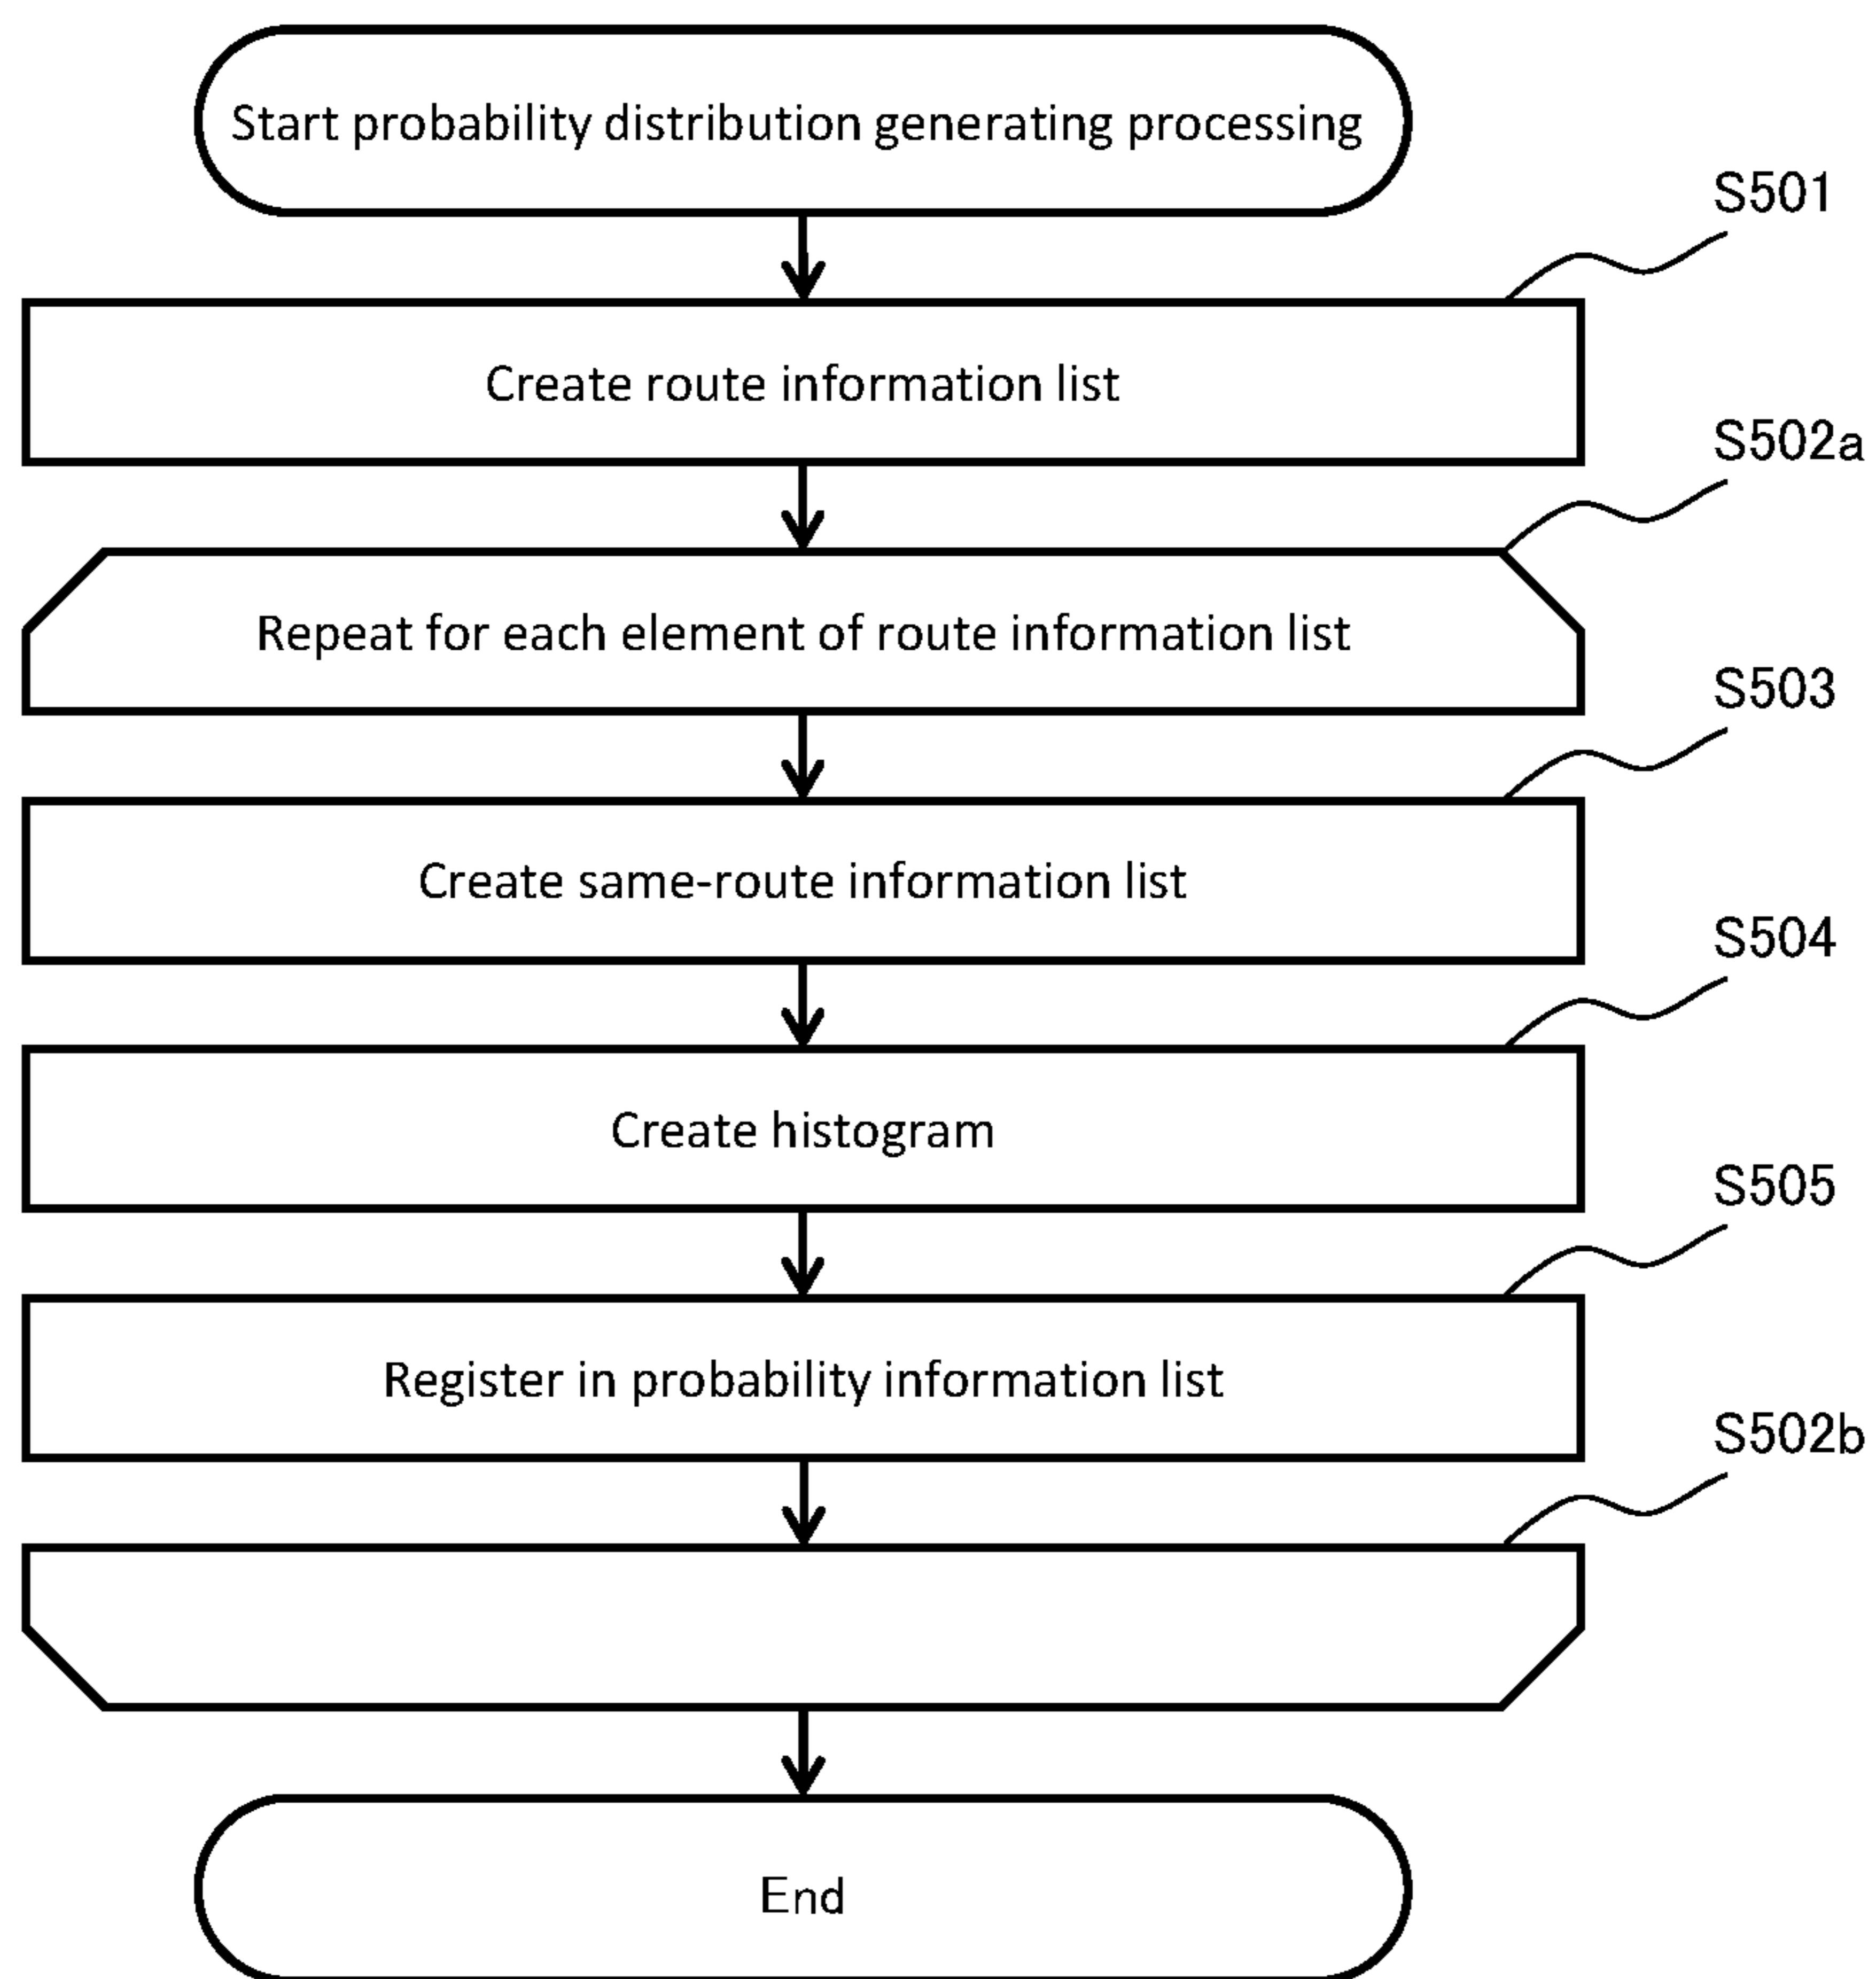 Start probability distribution generating processing
S501
Create route information list
S502a
Repeat for each element of route information list
S503
Create same-route information list
S504
Create histogram
S505
Register in probability information list
S502b
End